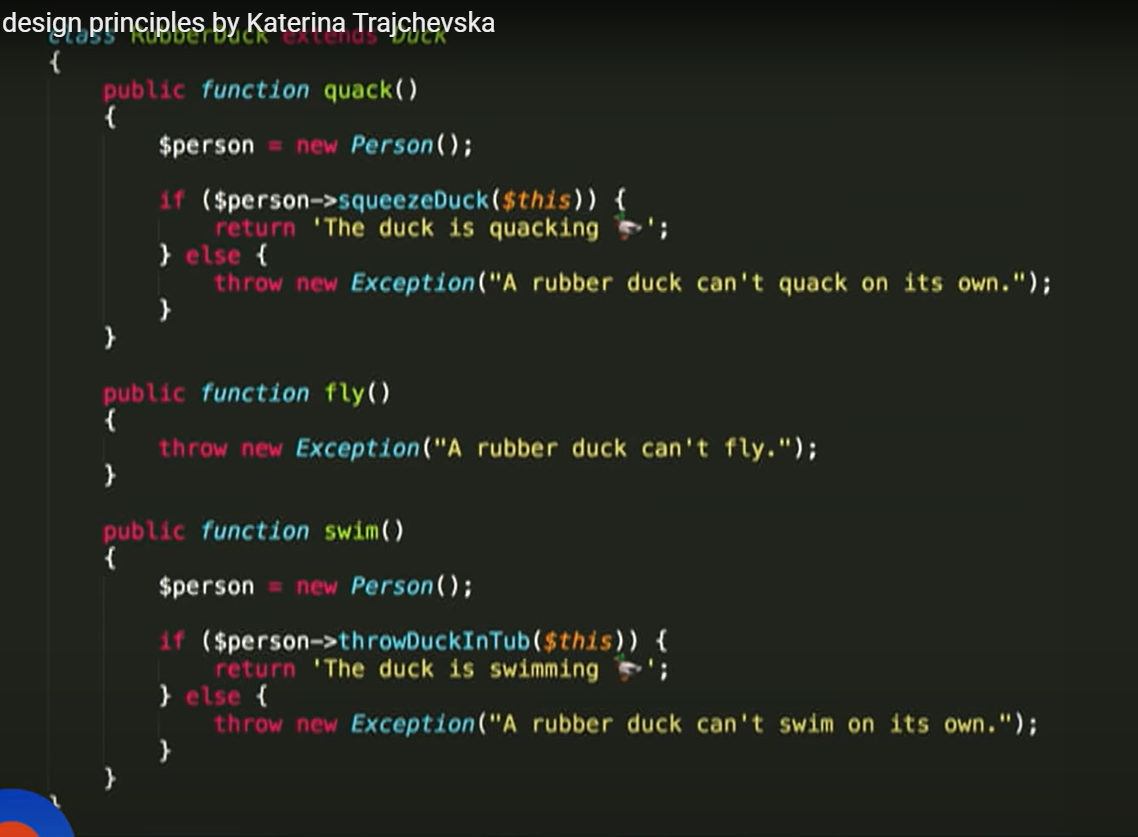 design principles by Katerina Trajchevska
class RubberDuck extends Duck
{
public function quack()
{
$person = new Person();
if ($person->squeezeDuck($this)) {
return 'The duck is quacking 🦆';
} else {
throw new Exception("A rubber duck can't quack on its own.");
}
}
public function fly()
{
throw new Exception("A rubber duck can't fly.");
}
public function swim()
{
$person = new Person();
if ($person->throwDuckInTub($this)) {
return 'The duck is swimming 🦆';
} else {
throw new Exception("A rubber duck can't swim on its own.");
}
}
}